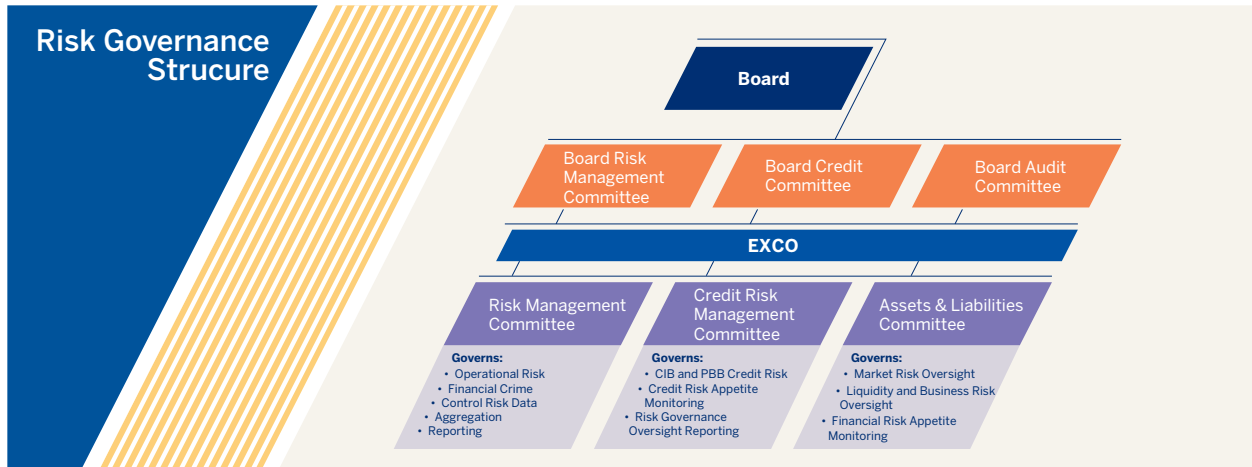 Risk Governance
Strucure
Board
Board Risk
Management
Committee
Board Credit
Committee
Board Audit
Committee
EXCO
Risk Management
Committee
Credit Risk
Management
Committee
Assets & Liabilities
Committee
Governs:
• Operational Risk
• Financial Crime
• Control Risk Data
• Aggregation
• Reporting
Governs:
• CIB and PBB Credit Risk
• Credit Risk Appetite
Monitoring
• Risk Governance
Oversight Reporting
Governs:
• Market Risk Oversight
• Liquidity and Business Risk
Oversight
• Financial Risk Appetite
Monitoring